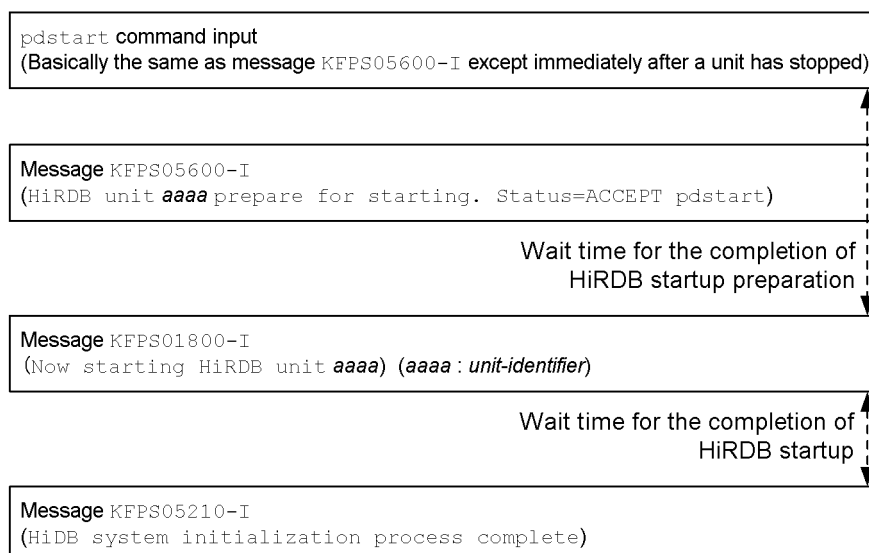 pdstart command input
(Basically the same as message KFPS05600-I except immediately after a unit has stopped)
Message KFPS05600-I
(HiRDB unit aaaa prepare for starting. Status=ACCEPT pdstart)
Wait time for the completion of
HiRDB startup preparation
Message KFPS01800-I
(Now starting HiRDB unit aaaa) (aaaa : unit-identifier)
Wait time for the completion of
HiRDB startup
Message KFPS05210-I
(HiDB system initialization process complete)